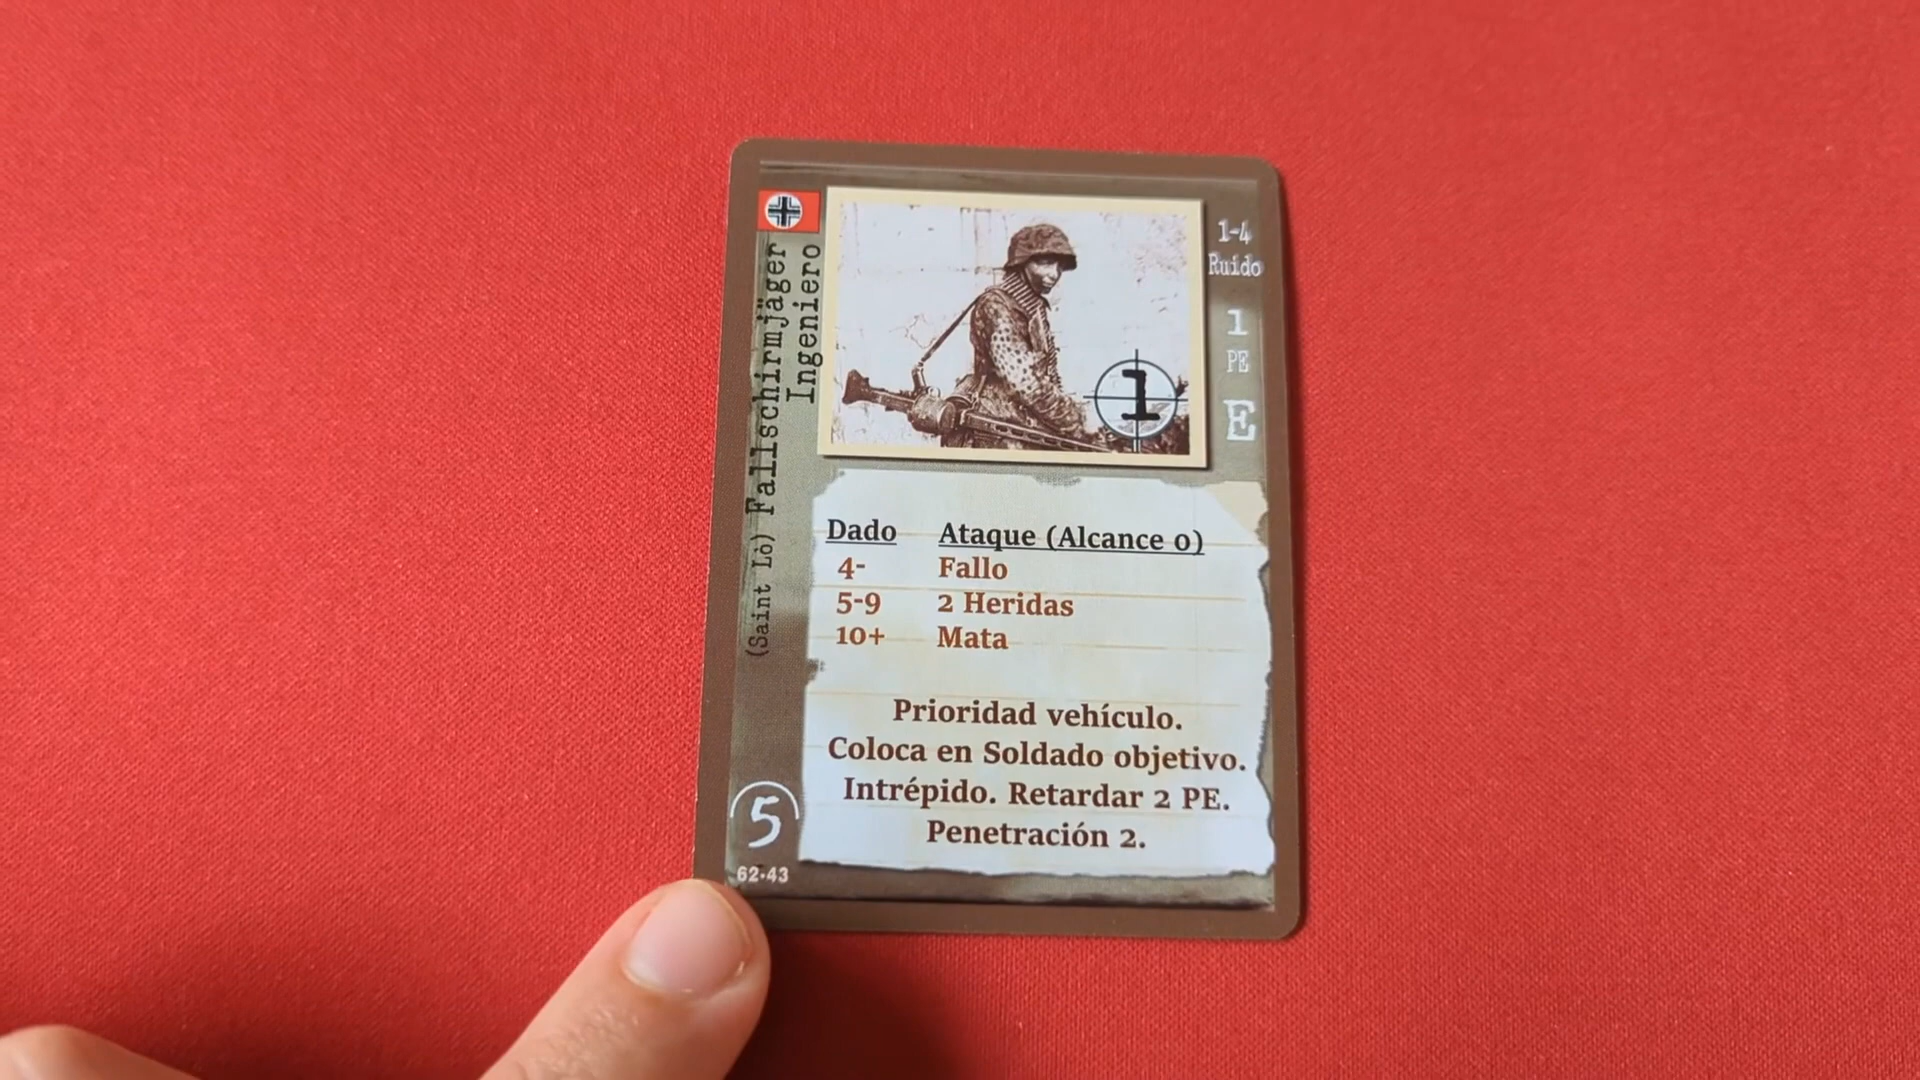 (Saint Lô) Fallschirmjäger
Ingeniero
1-4
Ruido
1
PE
E
1
Dado Ataque (Alcance 0)
4- Fallo
5-9 2 Heridas
10+ Mata
Prioridad vehículo.
Coloca en Soldado objetivo.
Intrépido. Retardar 2 PE.
Penetración 2.
5
62·43